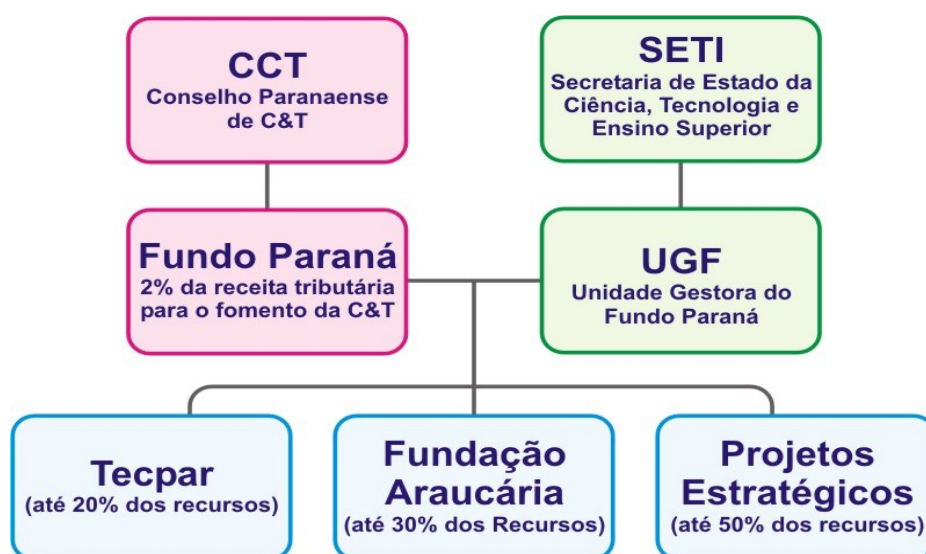 CCT
Conselho Paranaense
de C&T
SETI
Secretaria de Estado da
Ciência, Tecnologia e
Ensino Superior
Fundo Paraná
2% da receita tributária
para o fomento da C&T
UGF
Unidade Gestora do
Fundo Paraná
Tecpar
(até 20% dos recursos)
Fundação
Araucária
(até 30% dos Recursos)
Projetos
Estratégicos
(até 50% dos recursos)